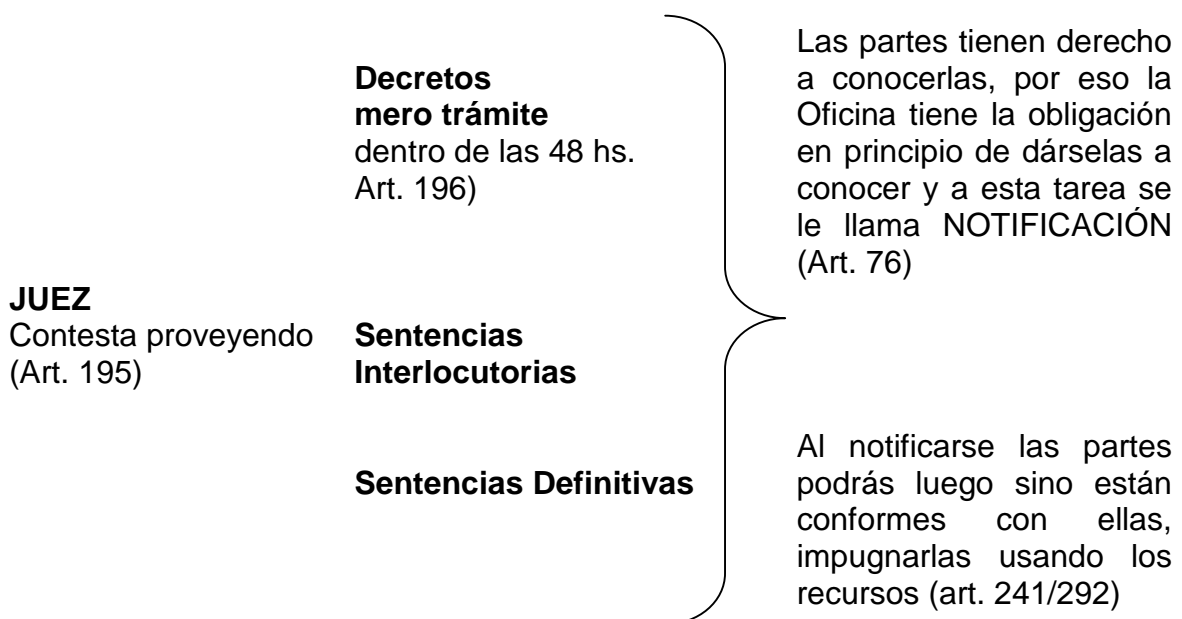 JUEZ
Contesta proveyendo
(Art. 195)
Decretos
mero trámite
dentro de las 48 hs.
Art. 196)
Sentencias
Interlocutorias
Sentencias Definitivas
Las partes tienen derecho
a conocerlas, por eso la
Oficina tiene la obligación
en principio de dárselas a
conocer y a esta tarea se
le llama NOTIFICACIÓN
(Art. 76)
Al notificarse las partes
podrás luego sino están
conformes con ellas,
impugnarlas usando los
recursos (art. 241/292)